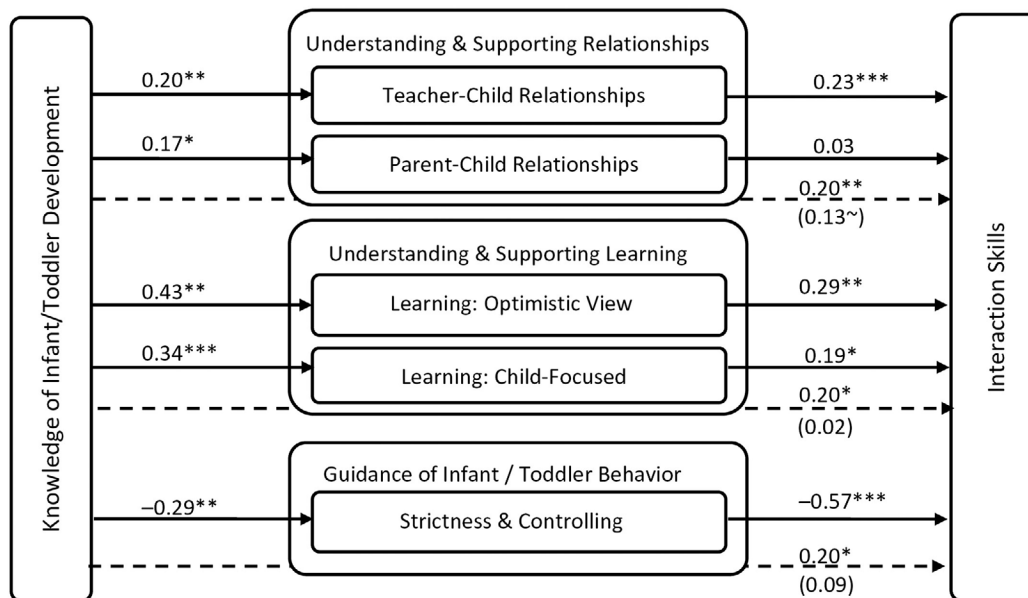 Knowledge of Infant/Toddler Development
Understanding & Supporting Relationships
0.20**
Teacher-Child Relationships
0.23***
0.17*
Parent-Child Relationships
0.03
0.20**
(0.13~)
Understanding & Supporting Learning
0.43**
Learning: Optimistic View
0.29**
0.34***
Learning: Child-Focused
0.19*
0.20*
(0.02)
Guidance of Infant / Toddler Behavior
–0.29**
Strictness & Controlling
–0.57***
0.20*
(0.09)
Interaction Skills